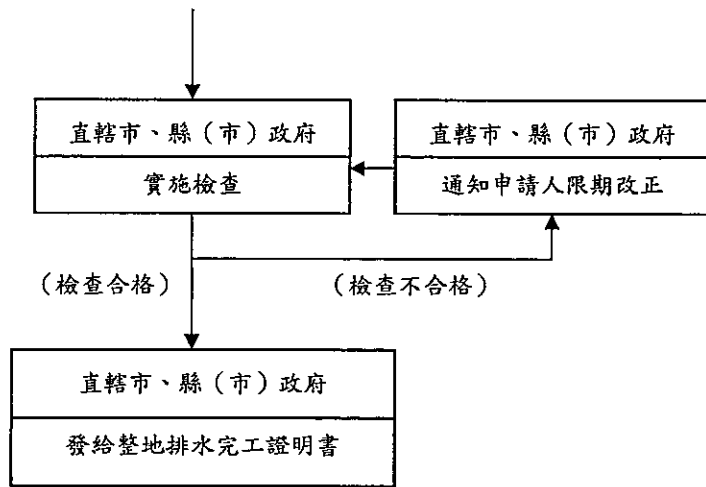 直轄市、縣(市)政府
實施檢查
直轄市、縣(市)政府
通知申請人限期改正
(檢查合格)
(檢查不合格)
直轄市、縣(市)政府
發給整地排水完工證明書